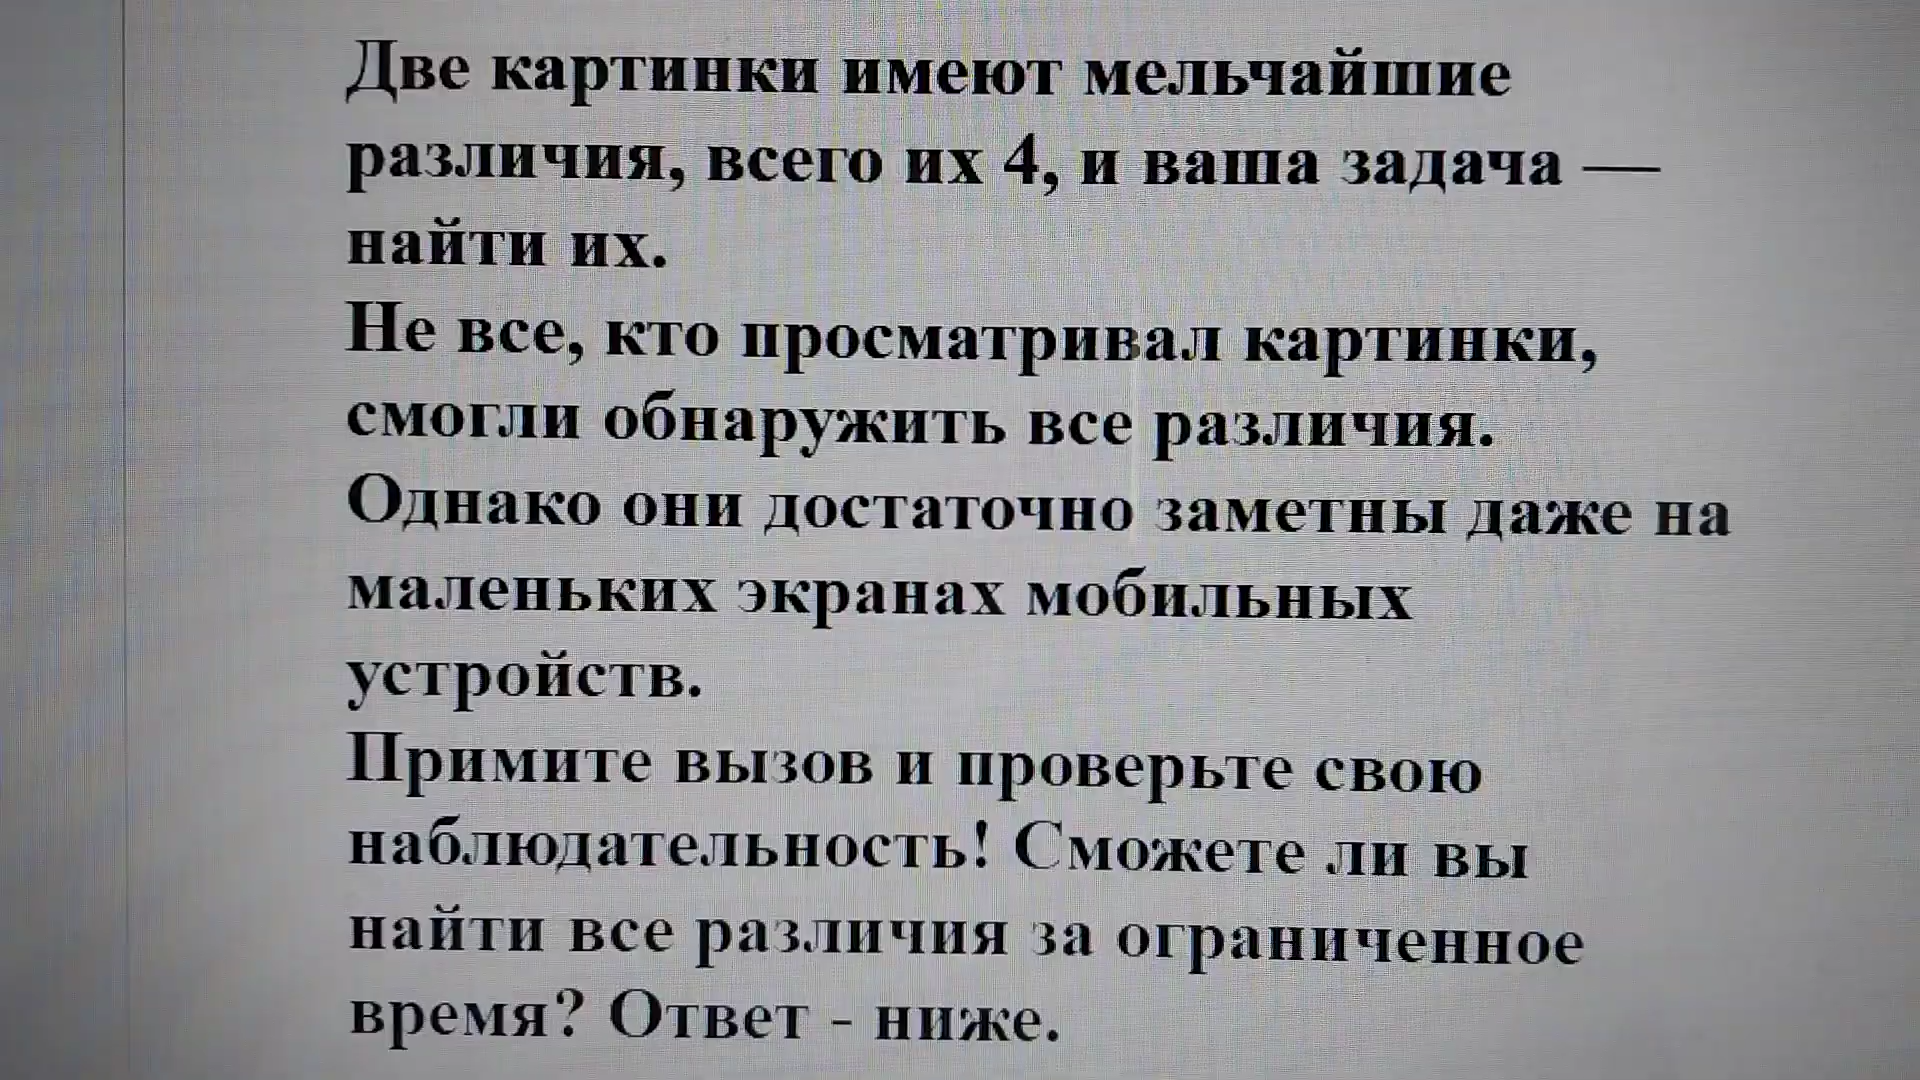 Две картинки имеют мельчайшие
различия, всего их 4, и ваша задача —
найти их.
Не все, кто просматривал картинки,
смогли обнаружить все различия.
Однако они достаточно заметны даже на
маленьких экранах мобильных
устройств.
Примите вызов и проверьте свою
наблюдательность! Сможете ли вы
найти все различия за ограниченное
время? Ответ - ниже.